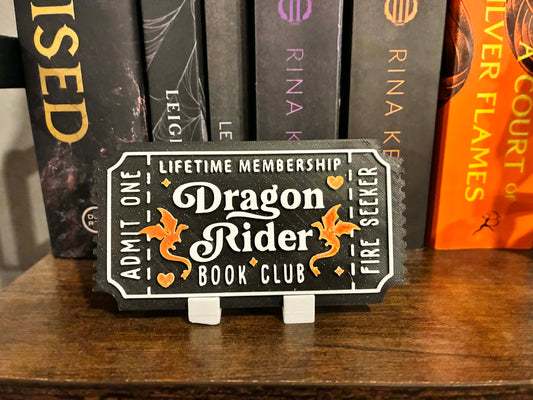 ISED
LEIG
LE
RINA KE
RINA KE
A COURT OF
SILVER FLAMES
LIFETIME MEMBERSHIP
ADMIT ONE
Dragon
Rider
BOOK CLUB
FIRE SEEKER